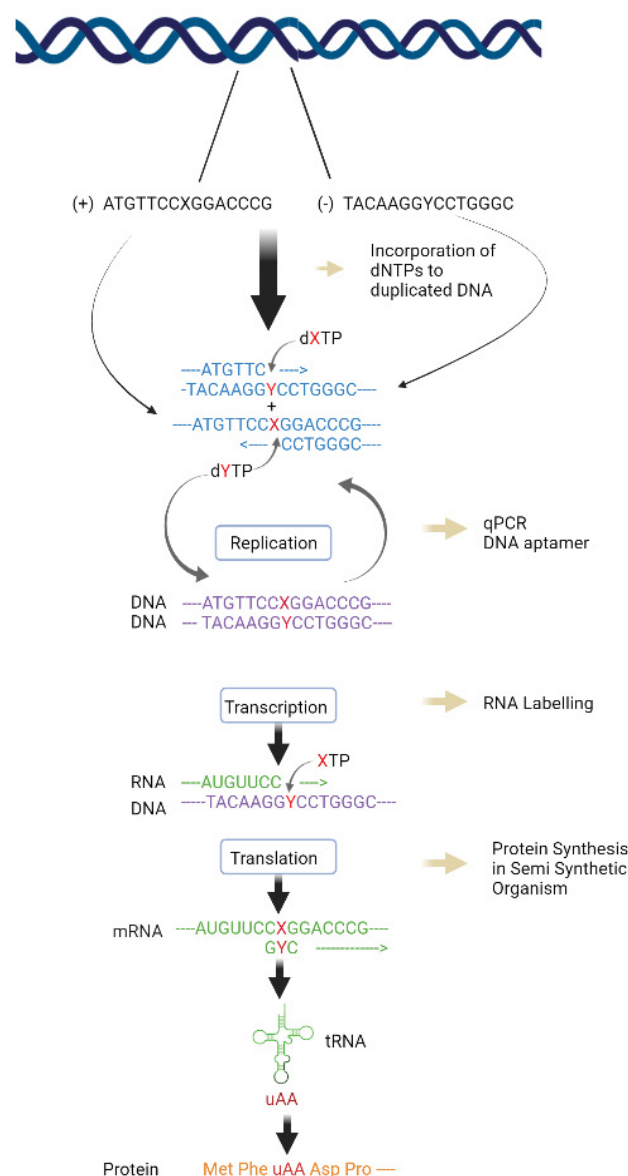 (+) ATGTTCCXGGACCCG
(-) TACAAGGYCCTGGGC
Incorporation of
dNTPs to
duplicated DNA
dXTP
----ATGTTC ---->
-TACAAGGYCCTGGGC----
+
----ATGTTCCXGGACCCG----
<---- CCTGGGC----
dYTP
Replication
qPCR
DNA aptamer
DNA ----ATGTTCCXGGACCCG----
DNA --- TACAAGGYCCTGGGC----
Transcription
RNA Labelling
XTP
RNA ----AUGUUCC ---->
DNA -----TACAAGGYCCTGGGC----
Translation
Protein Synthesis
in Semi Synthetic
Organism
mRNA ----AUGUUCCXGGACCCG----
GYC -------------->
tRNA
uAA
Protein Met Phe uAA Asp Pro ----